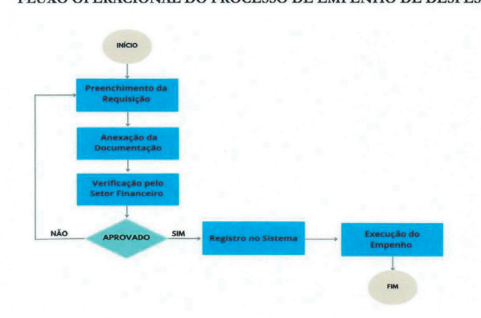 FLUXO OPERACIONAL DO PROCESSO DE EMPENHO DE DESPES
INÍCIO
Preenchimento da
Requisição
Anexação da
Documentação
Verificação pelo
Setor Financeiro
NÃO
APROVADO
SIM
Registro no Sistema
Execução do
Empenho
FIM